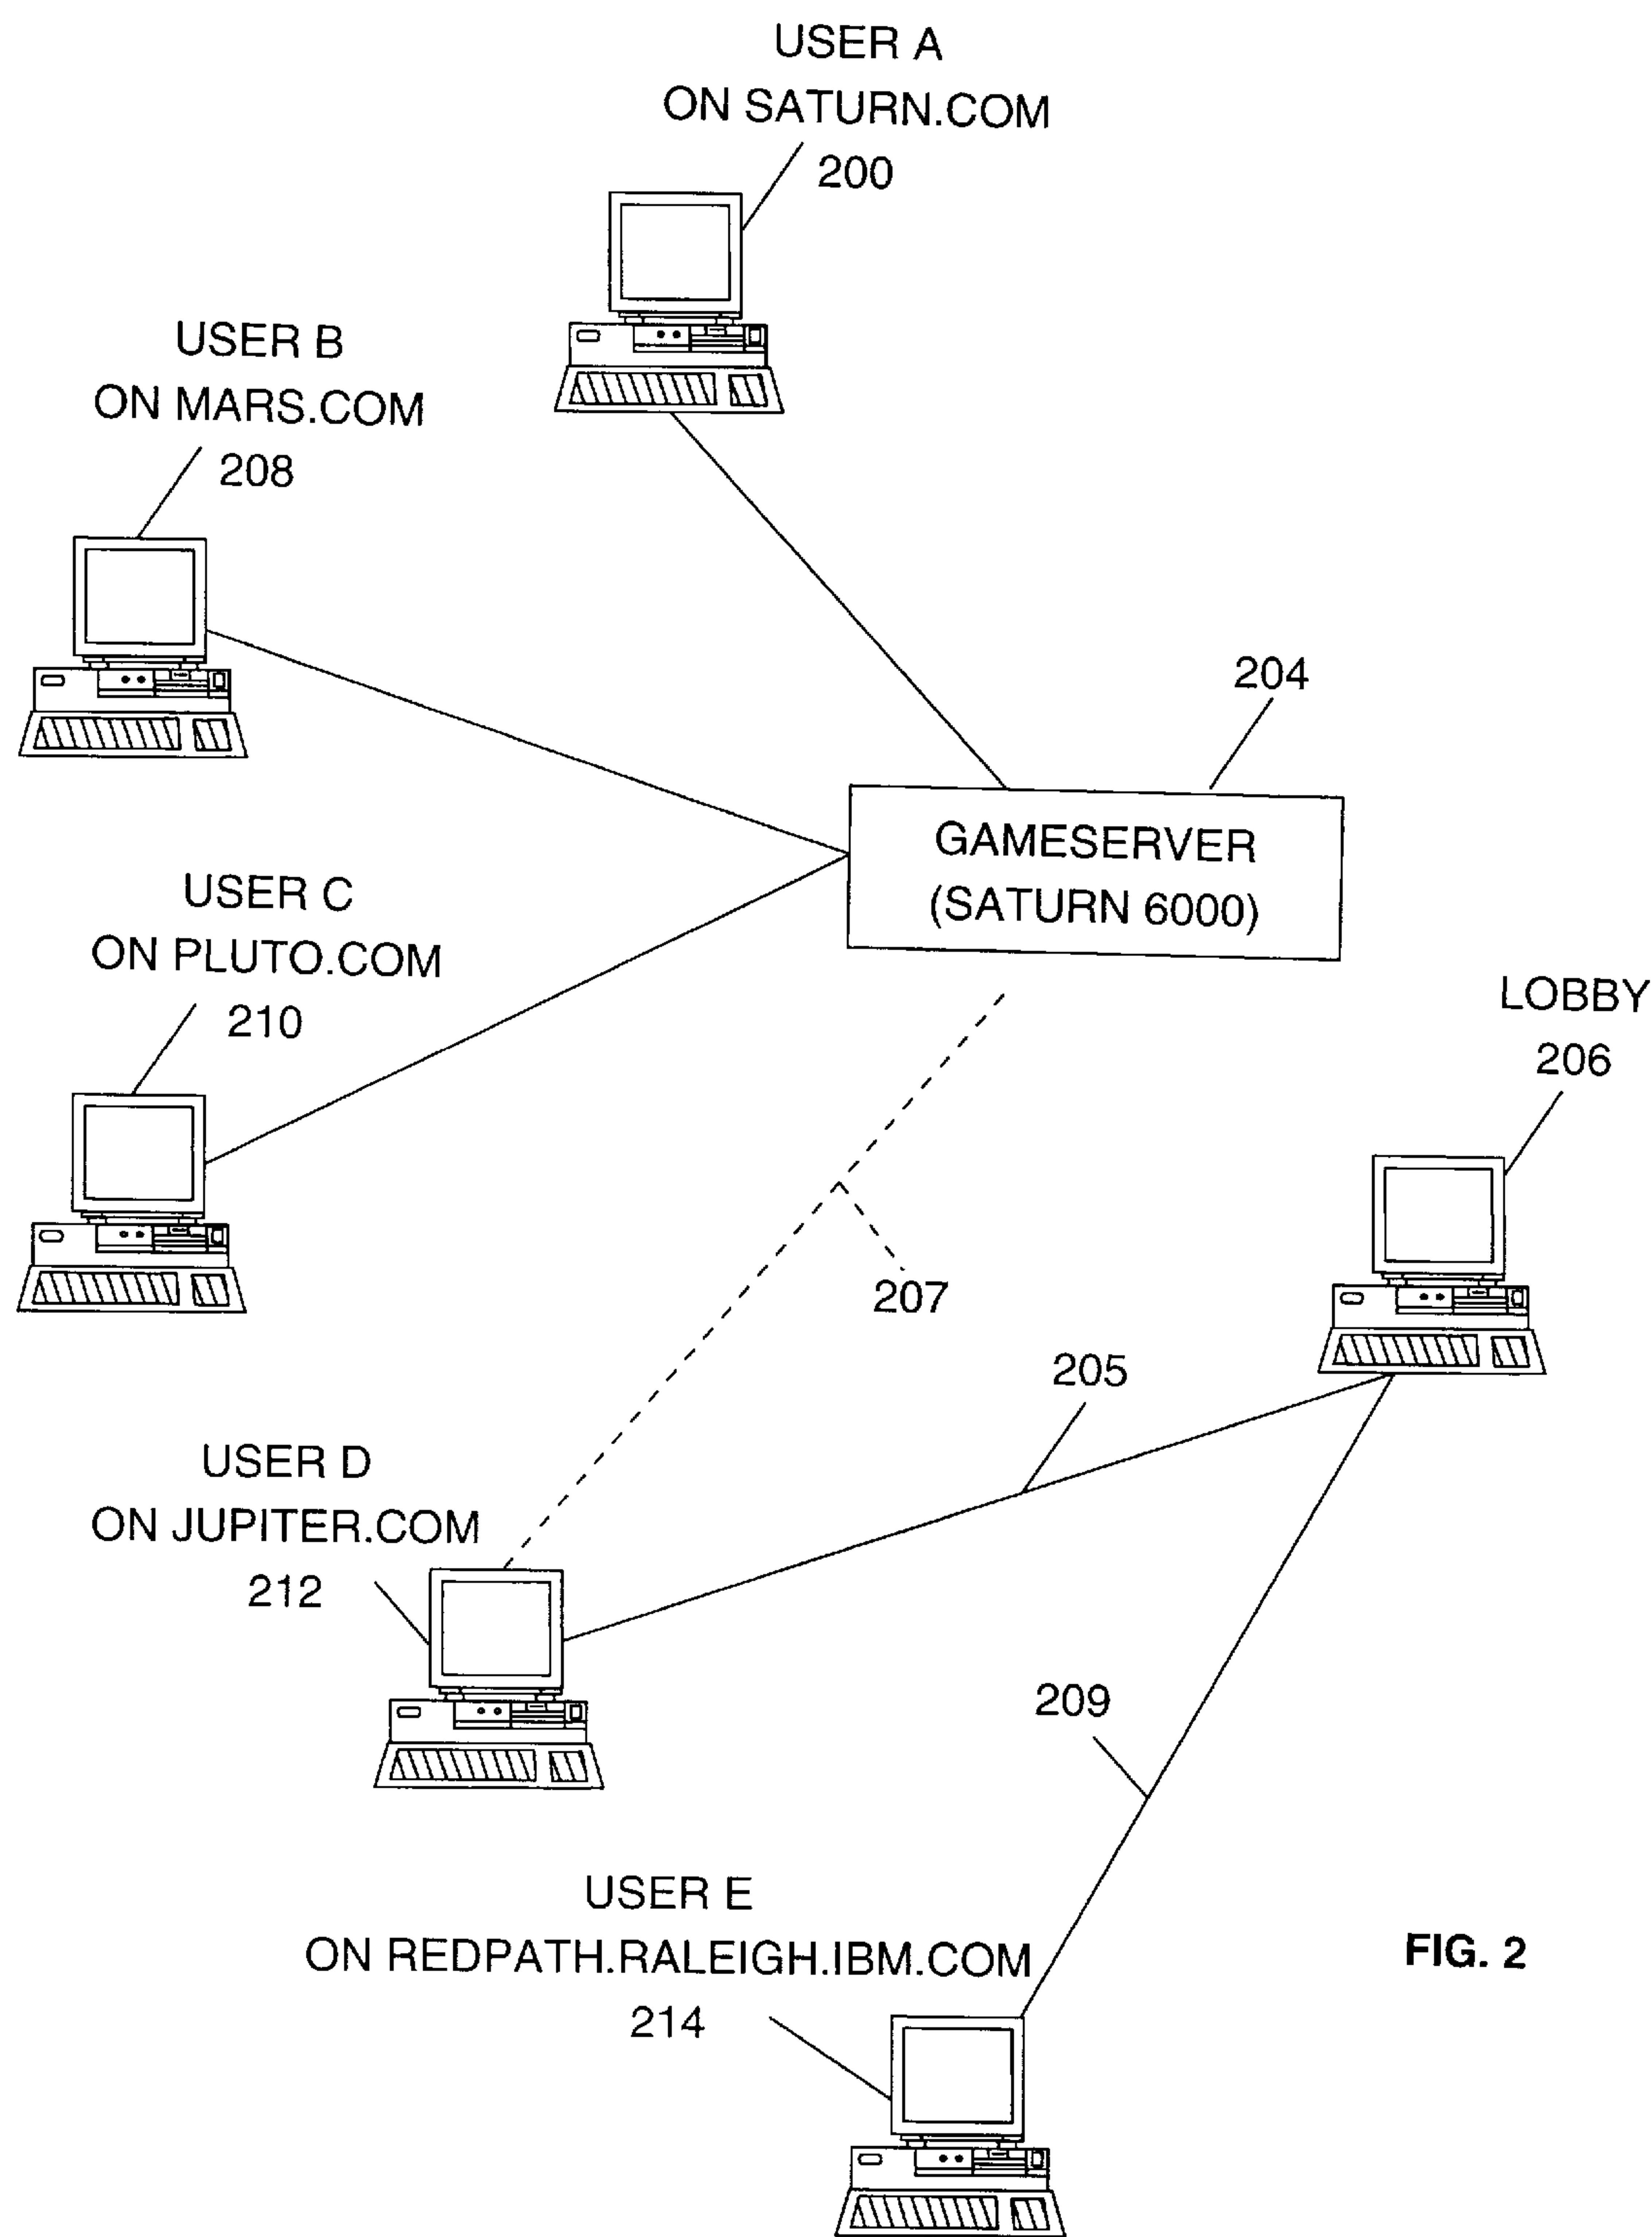 USER A
ON SATURN.COM
200
USER B
ON MARS.COM
208
204
GAMESERVER
(SATURN 6000)
USER C
ON PLUTO.COM
210
LOBBY
206
207
205
USER D
ON JUPITER.COM
212
209
USER E
ON REDPATH.RALEIGH.IBM.COM
214
FIG. 2